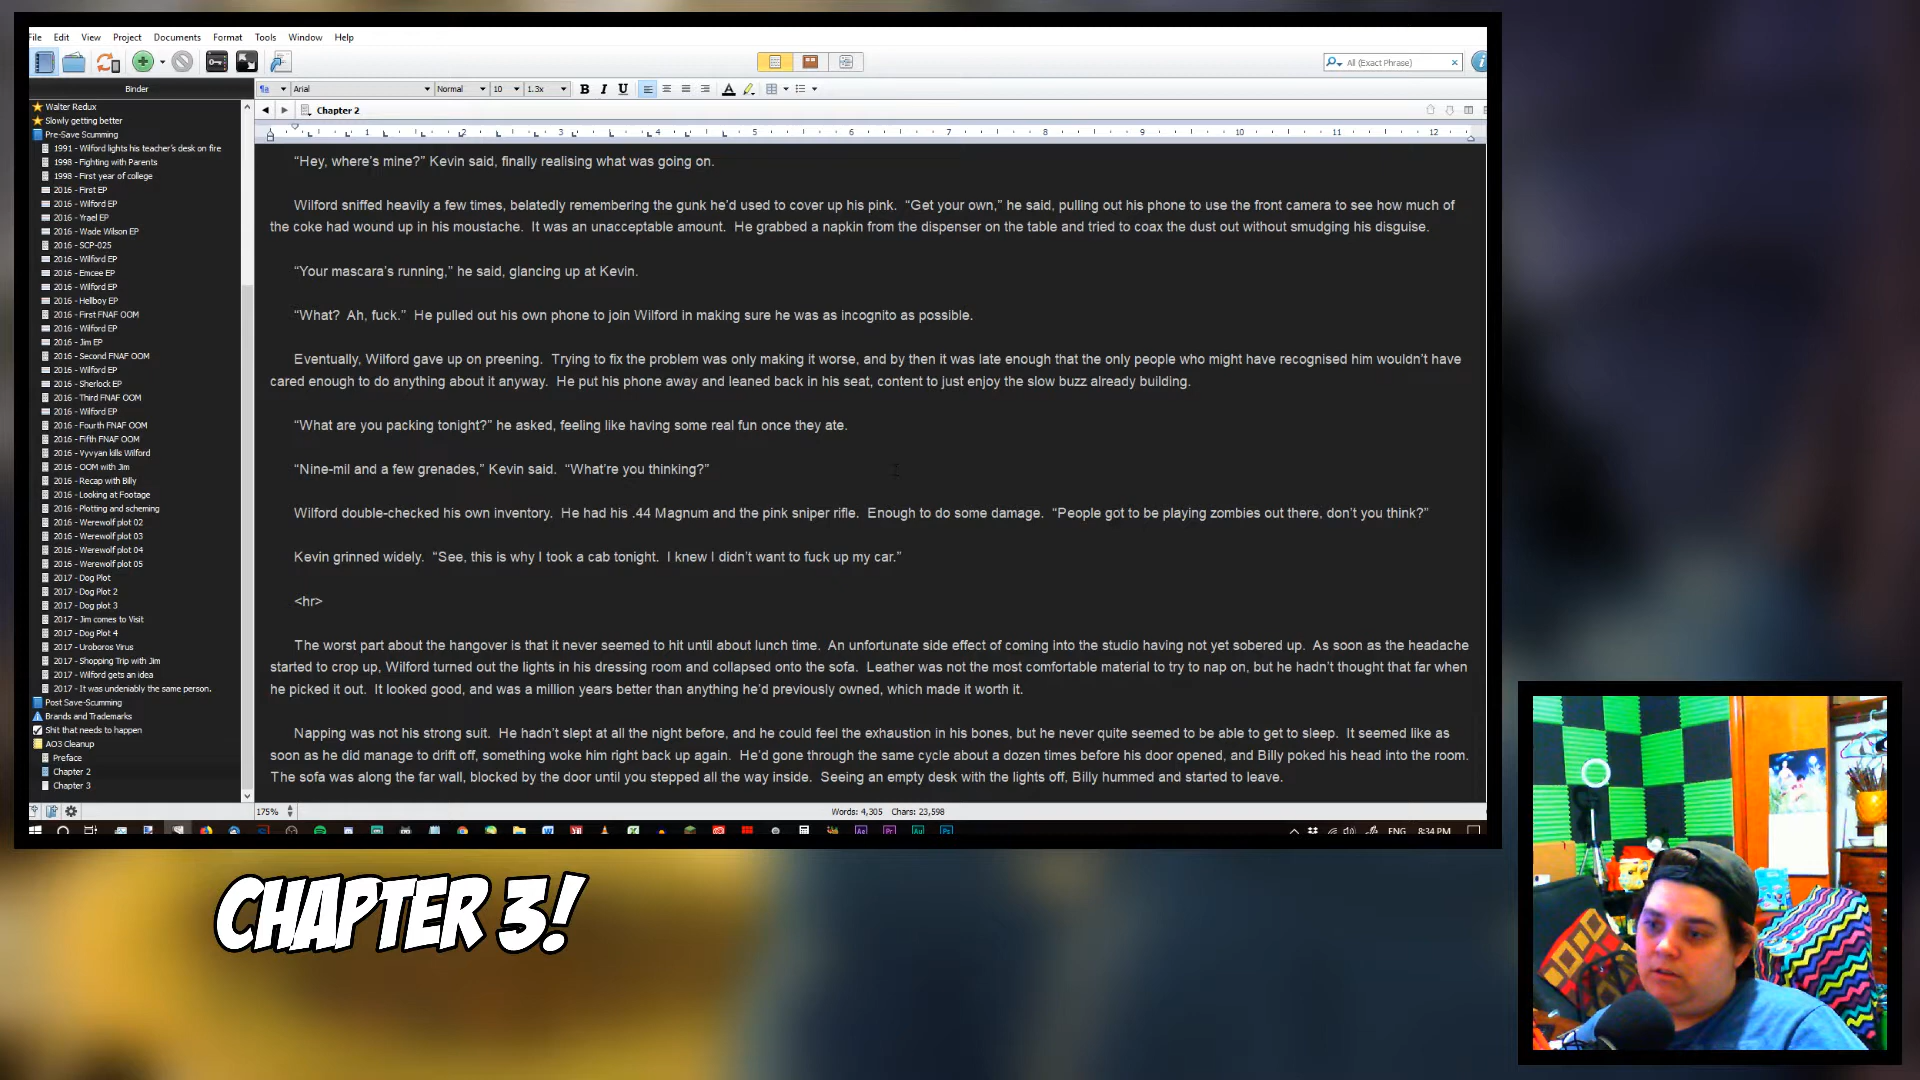 File Edit View Project Documents Format Tools Window Help
All (Exact Phrase)
Binder
Arial Normal 10 1.3x B I U A
Chapter 2
1 2 3 4 5 6 7 8 9 10 11 12
Walter Redux
Slowly getting better
Pre-Save Scumming
1991 - Wilford lights his teacher's desk on fire
1998 - Fighting with Parents
1998 - First year of college
2016 - First EP
2016 - Wilford EP
2016 - Yrael EP
2016 - Wade Wilson EP
2016 - SCP-025
2016 - Wilford EP
2016 - Emcee EP
2016 - Wilford EP
2016 - Hellboy EP
2016 - First FNAF OOM
2016 - Wilford EP
2016 - Jim EP
2016 - Second FNAF OOM
2016 - Wilford EP
2016 - Sherlock EP
2016 - Third FNAF OOM
2016 - Wilford EP
2016 - Fourth FNAF OOM
2016 - Fifth FNAF OOM
2016 - Vyvyan kills Wilford
2016 - OOM with Jim
2016 - Recap with Billy
2016 - Looking at Footage
2016 - Plotting and scheming
2016 - Werewolf plot 02
2016 - Werewolf plot 03
2016 - Werewolf plot 04
2016 - Werewolf plot 05
2017 - Dog Plot
2017 - Dog Plot 2
2017 - Dog plot 3
2017 - Jim comes to Visit
2017 - Dog Plot 4
2017 - Uroboros Virus
2017 - Shopping Trip with Jim
2017 - Wilford gets an idea
2017 - It was undeniably the same person.
Post Save-Scumming
Brands and Trademarks
Shit that needs to happen
AO3 Cleanup
Preface
Chapter 2
Chapter 3
“Hey, where’s mine?” Kevin said, finally realising what was going on.
Wilford sniffed heavily a few times, belatedly remembering the gunk he’d used to cover up his pink. “Get your own,” he said, pulling out his phone to use the front camera to see how much of
the coke had wound up in his moustache. It was an unacceptable amount. He grabbed a napkin from the dispenser on the table and tried to coax the dust out without smudging his disguise.
“Your mascara’s running,” he said, glancing up at Kevin.
“What? Ah, fuck.” He pulled out his own phone to join Wilford in making sure he was as incognito as possible.
Eventually, Wilford gave up on preening. Trying to fix the problem was only making it worse, and by then it was late enough that the only people who might have recognised him wouldn’t have
cared enough to do anything about it anyway. He put his phone away and leaned back in his seat, content to just enjoy the slow buzz already building.
“What are you packing tonight?” he asked, feeling like having some real fun once they ate.
“Nine-mil and a few grenades,” Kevin said. “What’re you thinking?”
Wilford double-checked his own inventory. He had his .44 Magnum and the pink sniper rifle. Enough to do some damage. “People got to be playing zombies out there, don’t you think?”
Kevin grinned widely. “See, this is why I took a cab tonight. I knew I didn’t want to fuck up my car.”
<hr>
The worst part about the hangover is that it never seemed to hit until about lunch time. An unfortunate side effect of coming into the studio having not yet sobered up. As soon as the headache
started to crop up, Wilford turned out the lights in his dressing room and collapsed onto the sofa. Leather was not the most comfortable material to try to nap on, but he hadn’t thought that far when
he picked it out. It looked good, and was a million years better than anything he’d previously owned, which made it worth it.
Napping was not his strong suit. He hadn’t slept at all the night before, and he could feel the exhaustion in his bones, but he never quite seemed to be able to get to sleep. It seemed like as
soon as he did manage to drift off, something woke him right back up again. He’d gone through the same cycle about a dozen times before his door opened, and Billy poked his head into the room.
The sofa was along the far wall, blocked by the door until you stepped all the way inside. Seeing an empty desk with the lights off, Billy hummed and started to leave.
175% Words: 4,305 Chars: 23,598
ENG 8:34 PM
CHAPTER 3!